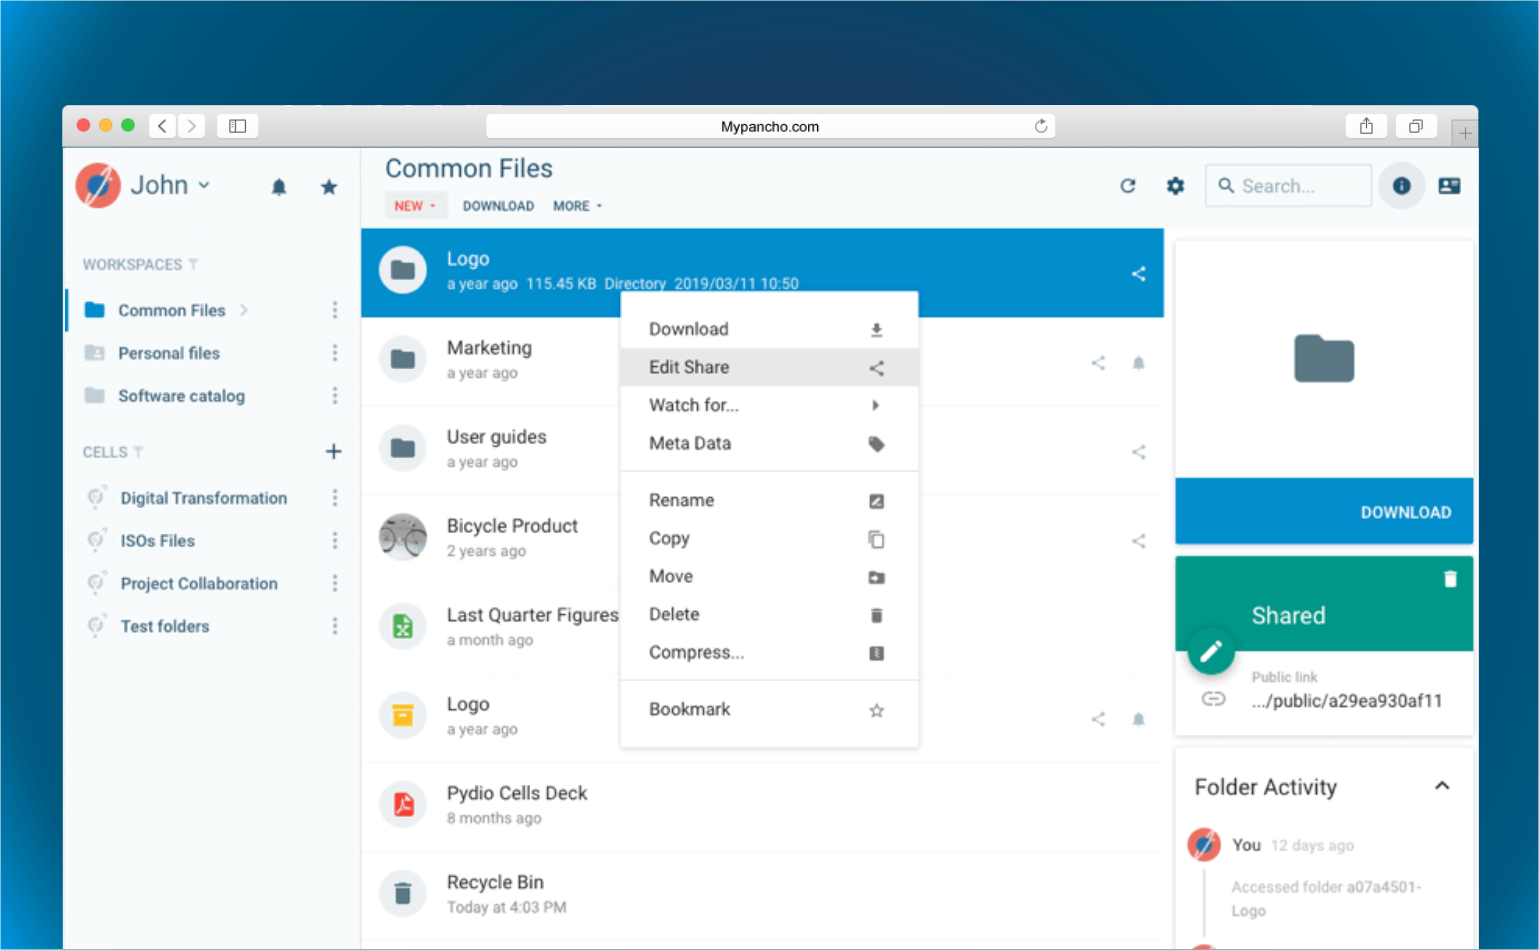 Mypancho.com
John
WORKSPACES
Common Files
Personal files
Software catalog
CELLS
Digital Transformation
ISOs Files
Project Collaboration
Test folders
Common Files
NEW
DOWNLOAD
MORE
Search...
Logo
a year ago 115.45 KB Directory 2019/03/11 10:50
Marketing
a year ago
User guides
a year ago
Bicycle Product
2 years ago
Last Quarter Figures
a month ago
Logo
a year ago
Pydio Cells Deck
8 months ago
Recycle Bin
Today at 4:03 PM
Download
Edit Share
Watch for...
Meta Data
Rename
Copy
Move
Delete
Compress...
Bookmark
DOWNLOAD
Shared
Public link
.../public/a29ea930af11
Folder Activity
You 12 days ago
Accessed folder a07a4501-
Logo